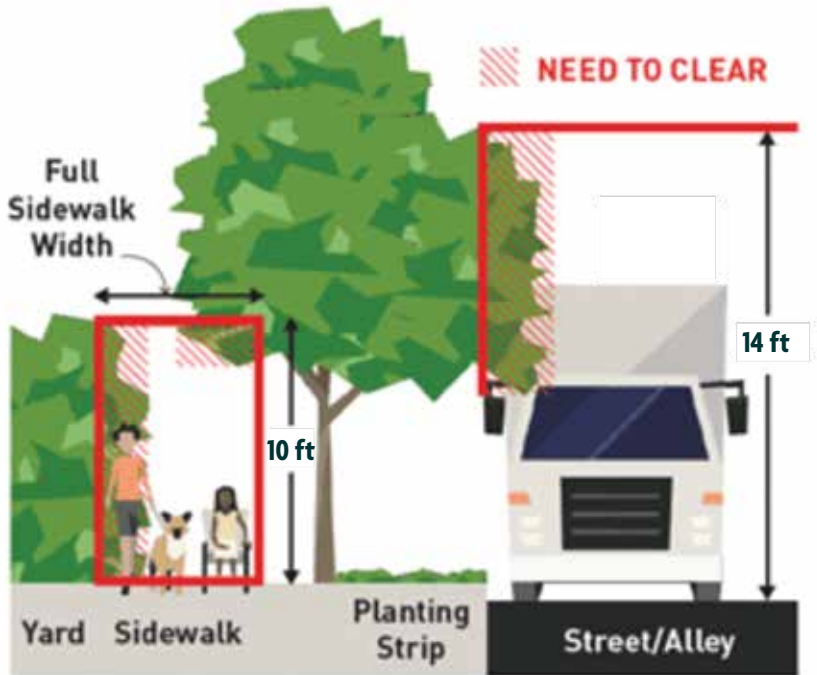 NEED TO CLEAR
Full
Sidewalk
Width
14 ft
10 ft
Yard
Sidewalk
Planting
Strip
Street/Alley